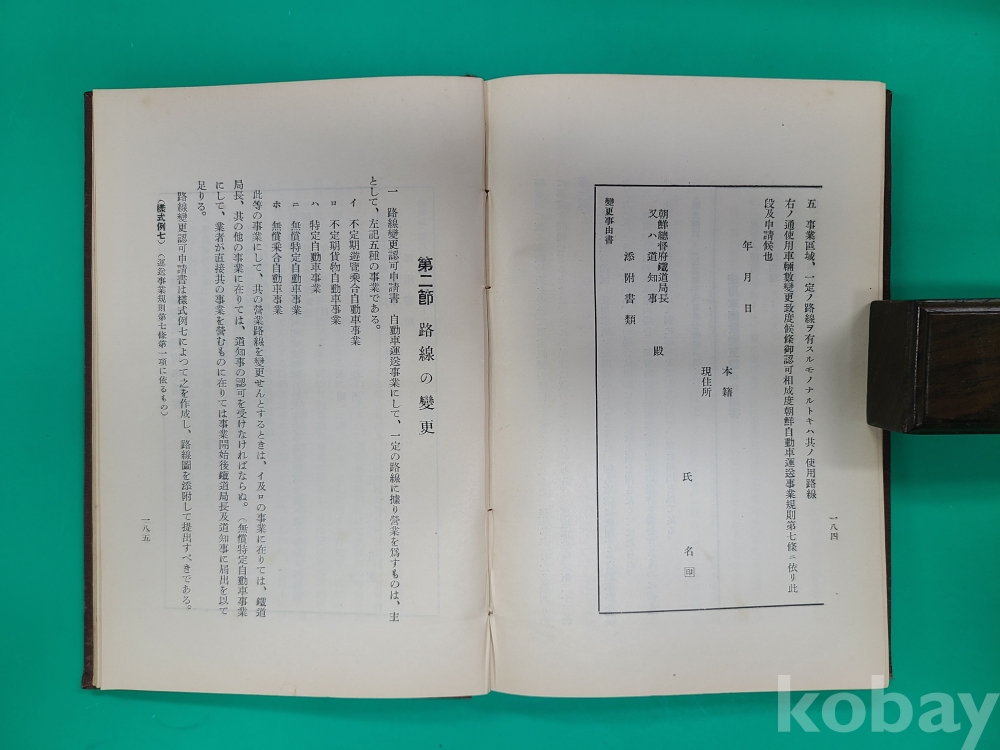 一八四
五　事業區域、一定ノ路線ヲ有スルモノナルトキハ其ノ使用路線
右ノ通使用車輛數變更致度候條御認可相成度朝鮮自動車運送事業規則第七條ニ依リ此
段及申請候也
年　月　日
本籍
現住所
氏　名　印
朝鮮總督府鐵道局長
又ハ道知事　殿
添附書類
變更事由書
第二節　路線の變更
一　路線變更認可申請書　自動車運送事業にして、一定の路線に據り營業を爲すものは、主
として、左記五種の事業である。
イ　不定期遊覽乘合自動車事業
ロ　不定期貨物自動車事業
ハ　特定自動車事業
ニ　無償特定自動車事業
ホ　無償乘合自動車事業
此等の事業にして、其の營業路線を變更せんとするときは、イ及ロの事業に在りては、鐵道
局長、其の他の事業に在りては、道知事の認可を受けなければならぬ。（無償特定自動車事業
にして、業者が直接其の事業を營むものに在りては事業開始後鐵道局長及道知事に屆出を以て
足りる。
路線變更認可申請書は樣式例七によつて之を作成し、路線圖を添附して提出すべきである。
（樣式例七）（運送事業規則第七條第一項に依るもの）
一八五
kobay